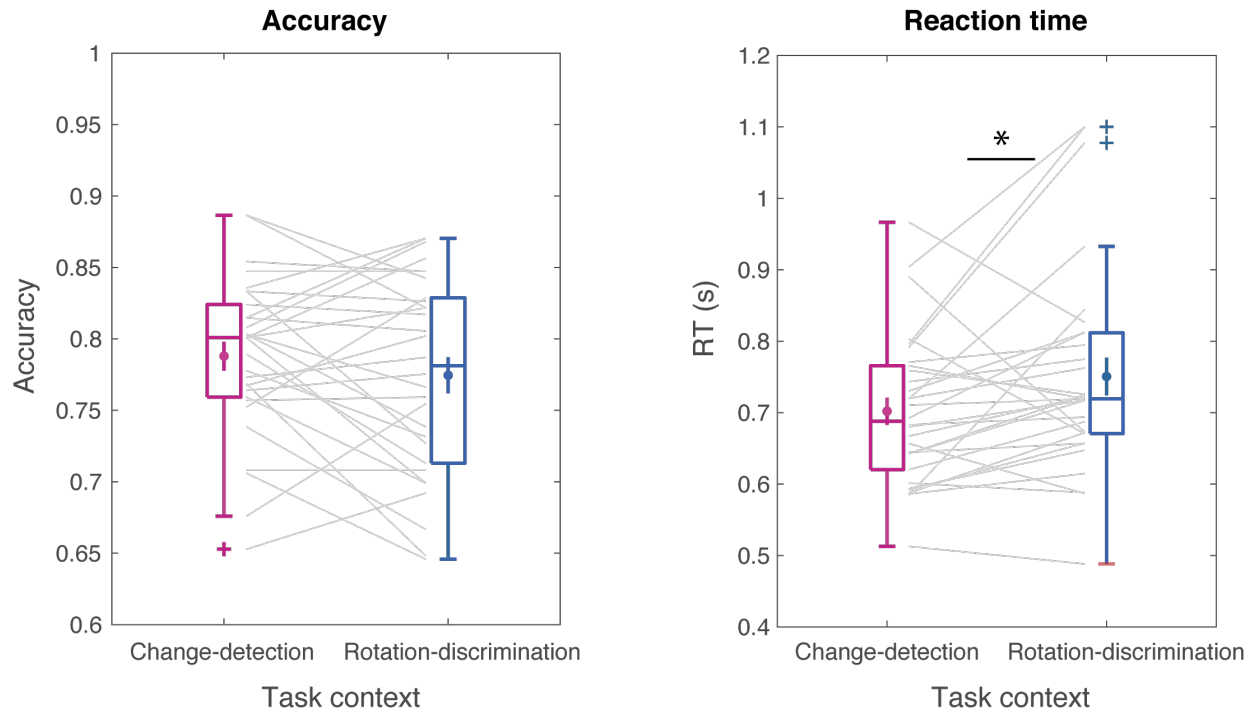 Accuracy
1
0.95
0.9
0.85
0.8
0.75
0.7
0.65
0.6
Accuracy
Change-detection
Rotation-discrimination
Task context
Reaction time
1.2
1.1
1
0.9
0.8
0.7
0.6
0.5
0.4
RT (s)
*
Change-detection
Rotation-discrimination
Task context